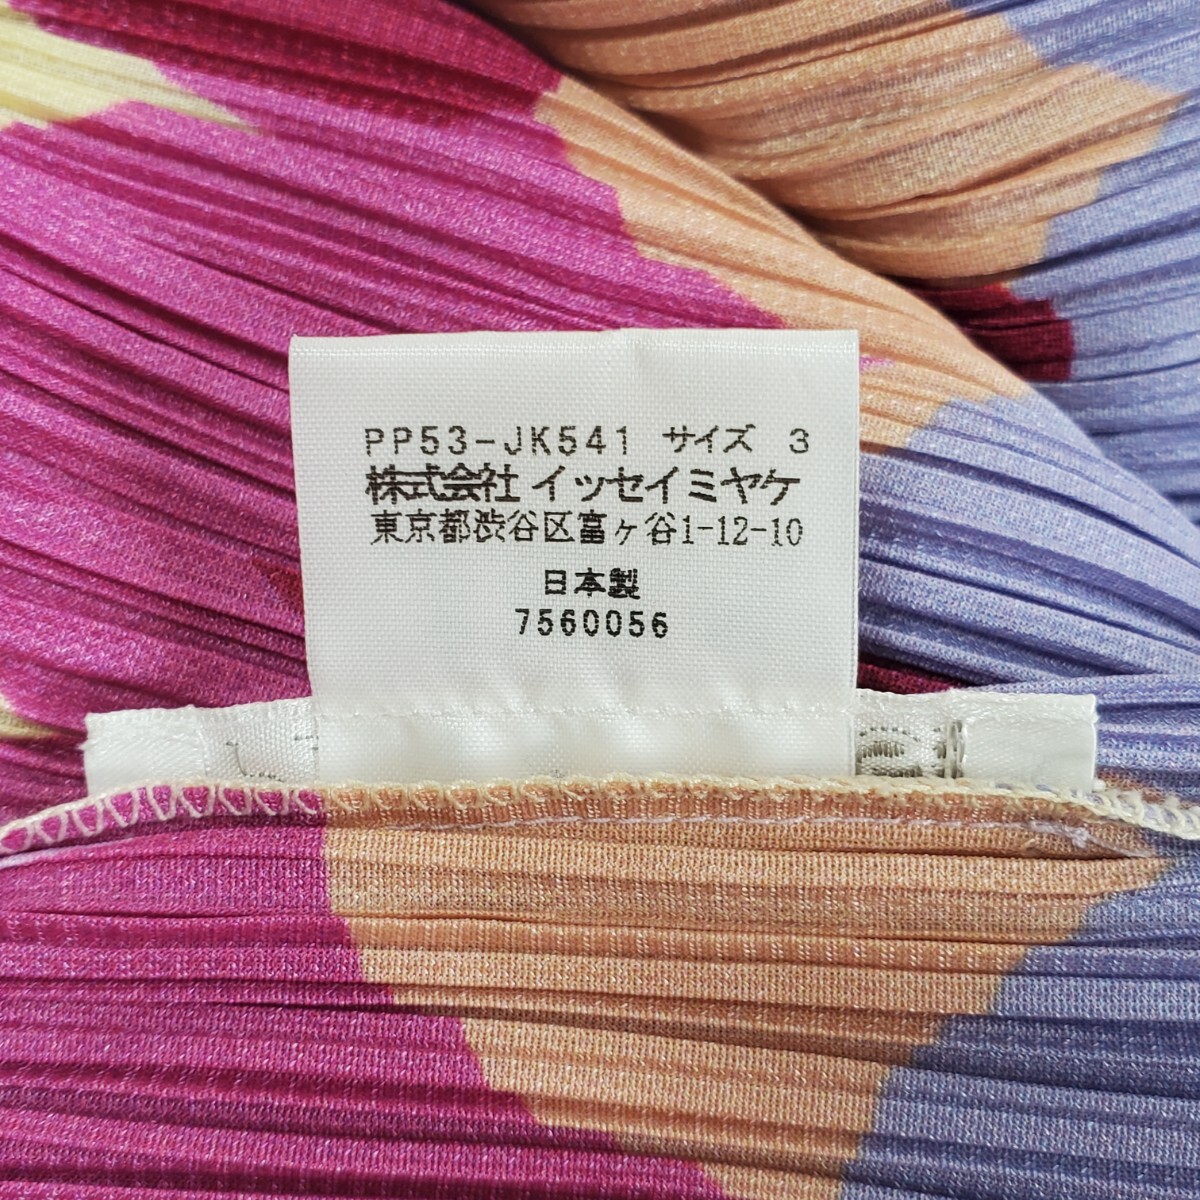 PP53-JK541 サイズ 3
株式会社イッセイミヤケ
東京都渋谷区富ヶ谷1-12-10
日本製
7560056